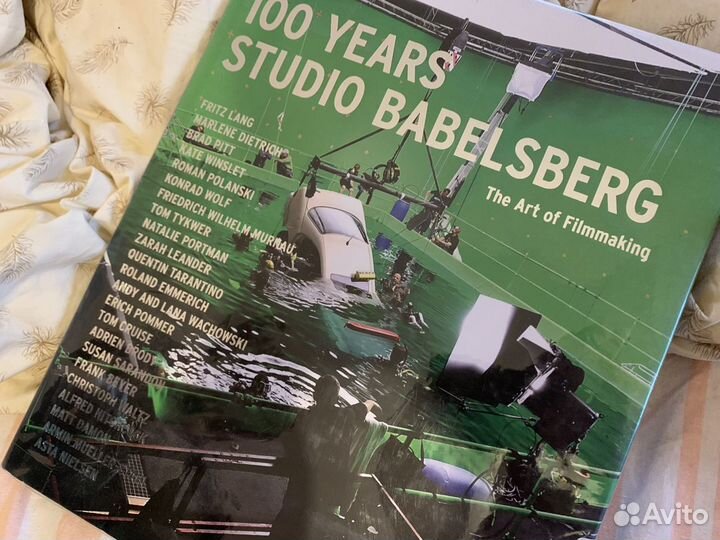 100 YEARS
STUDIO BABELSBERG
The Art of Filmmaking
FRITZ LANG
MARLENE DIETRICH
BRAD PITT
KATE WINSLET
ROMAN POLANSKI
KONRAD WOLF
FRIEDRICH WILHELM MURNAU
TOM TYKWER
NATALIE PORTMAN
ZARAH LEANDER
QUENTIN TARANTINO
ROLAND EMMERICH
ANDY AND LANA WACHOWSKI
ERICH POMMER
TOM CRUISE
ADRIEN BRODY
SUSAN SARANDON
FRANK BEYER
CHRISTOPH WALTZ
ALFRED
MATT DAMON
ARMIN
ASTA NIELSEN
Avito